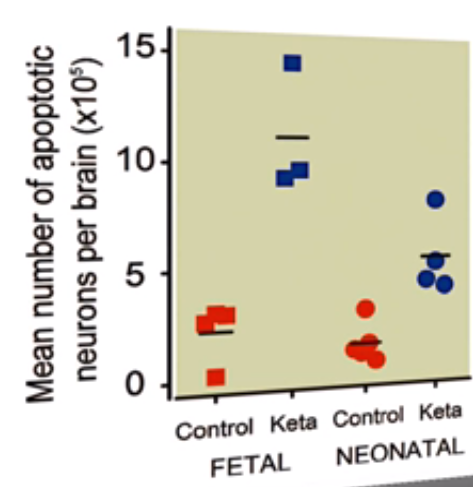 Mean number of apoptotic
neurons per brain (x10⁵)
15
10
5
0
Control Keta Control Keta
FETAL NEONATAL